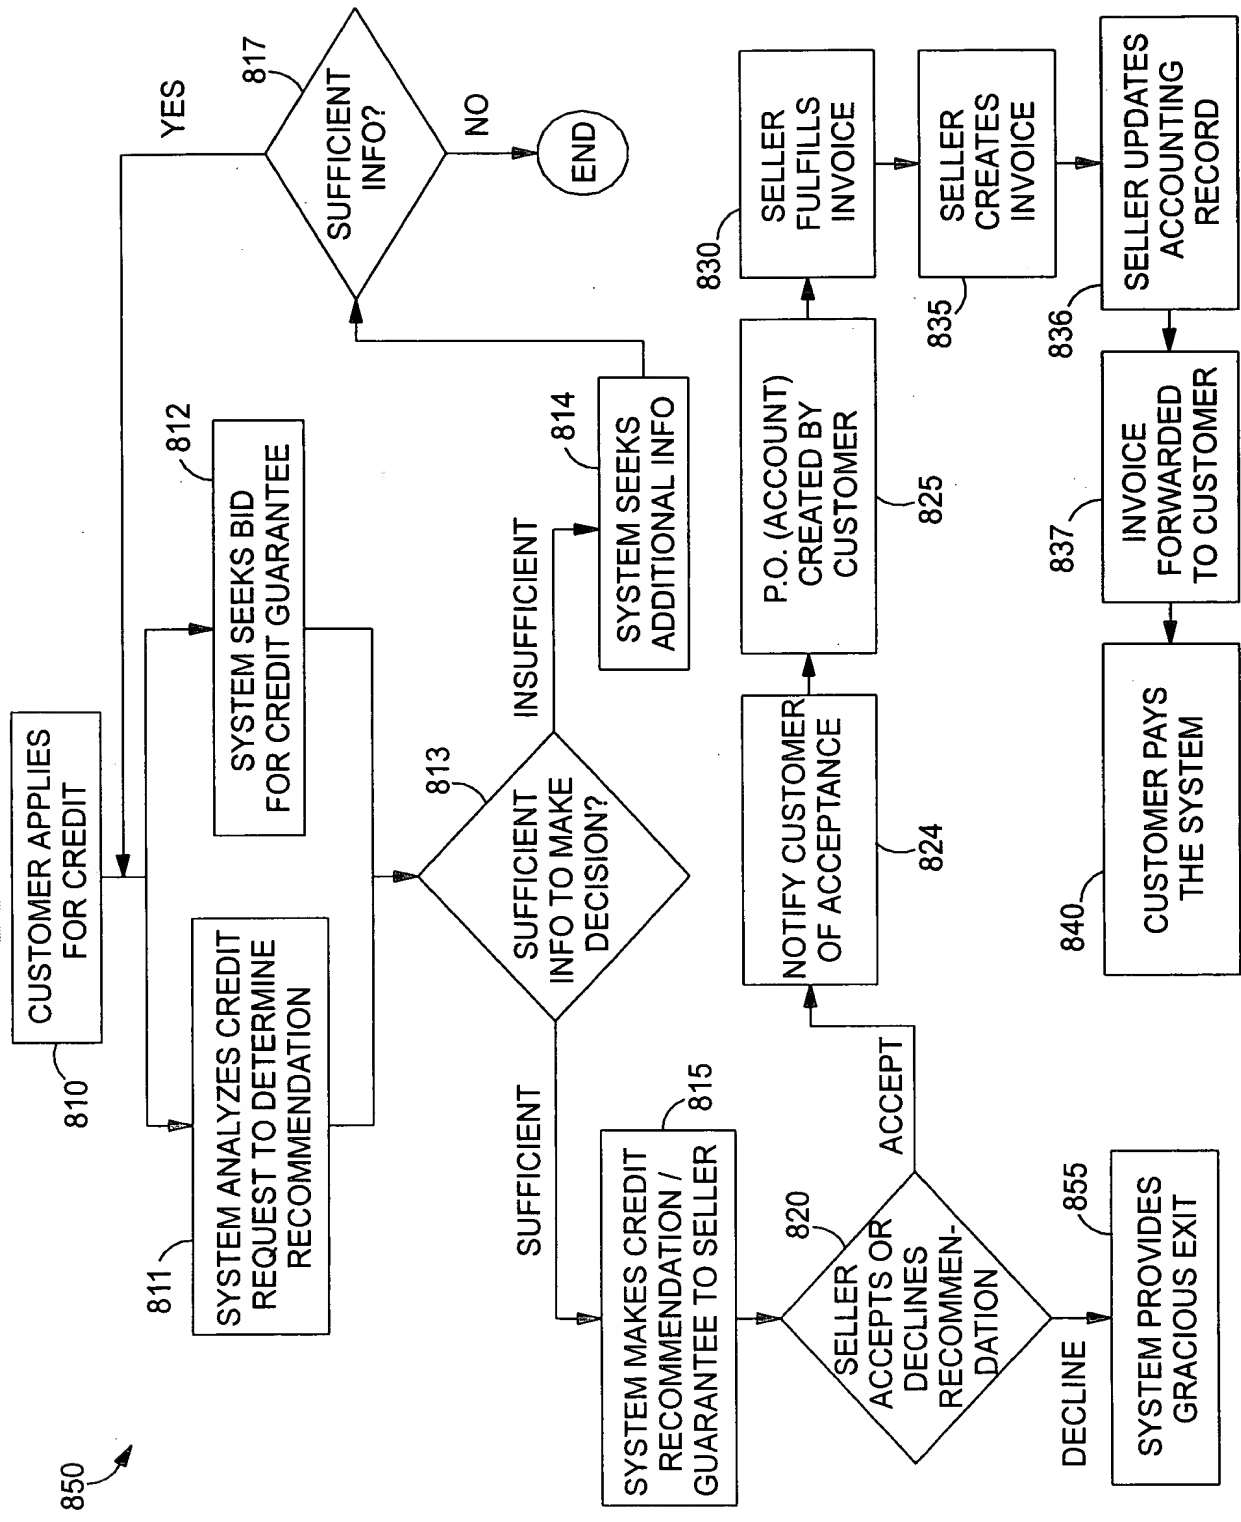 850
CUSTOMER APPLIES
FOR CREDIT
810
SYSTEM ANALYZES CREDIT
REQUEST TO DETERMINE
RECOMMENDATION
811
SYSTEM SEEKS BID
FOR CREDIT GUARANTEE
812
SUFFICIENT
INFO TO MAKE
DECISION?
813
SUFFICIENT
INSUFFICIENT
SYSTEM SEEKS
ADDITIONAL INFO
814
SUFFICIENT
INFO?
817
YES
NO
END
SYSTEM MAKES CREDIT
RECOMMENDATION /
GUARANTEE TO SELLER
815
SELLER
ACCEPTS OR
DECLINES
RECOMMEN-
DATION
820
ACCEPT
DECLINE
SYSTEM PROVIDES
GRACIOUS EXIT
855
NOTIFY CUSTOMER
OF ACCEPTANCE
824
P.O. (ACCOUNT)
CREATED BY
CUSTOMER
825
SELLER
FULFILLS
INVOICE
830
SELLER
CREATES
INVOICE
835
SELLER UPDATES
ACCOUNTING
RECORD
836
INVOICE
FORWARDED
TO CUSTOMER
837
CUSTOMER PAYS
THE SYSTEM
840